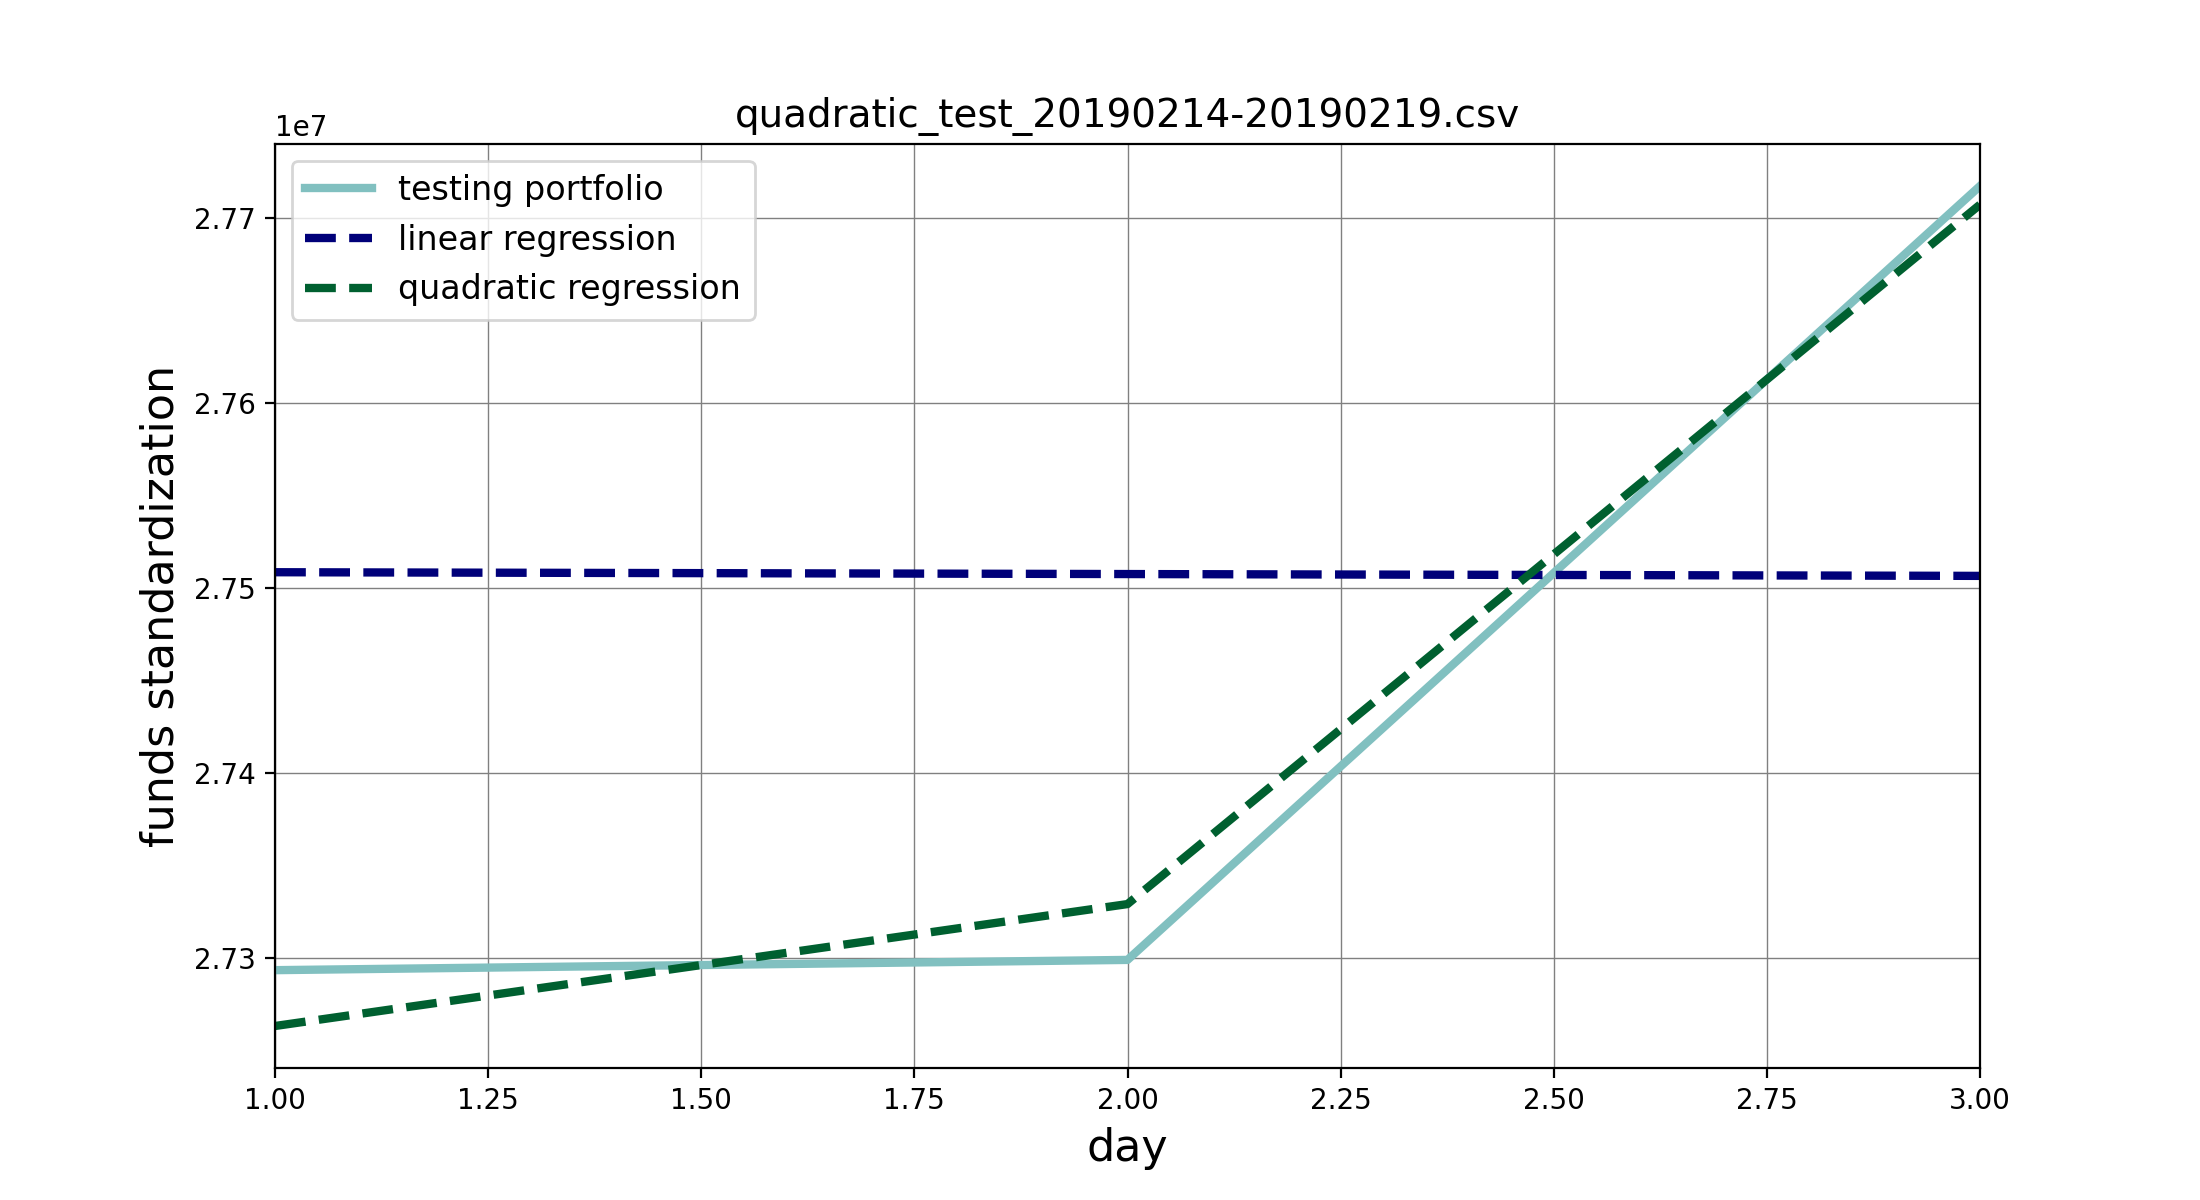 quadratic_test_20190214-20190219.csv
1e7
testing portfolio
linear regression
quadratic regression
2.77
2.76
2.75
2.74
2.73
funds standardization
1.00 1.25 1.50 1.75 2.00 2.25 2.50 2.75 3.00
day